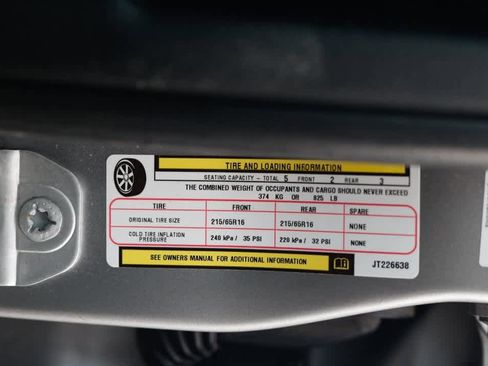 TIRE AND LOADING INFORMATION
SEATING CAPACITY - TOTAL 5 FRONT 2 REAR 3
THE COMBINED WEIGHT OF OCCUPANTS AND CARGO SHOULD NEVER EXCEED
374 KG OR 825 LB
TIRE FRONT REAR SPARE
ORIGINAL TIRE SIZE 215/65R16 215/65R16 NONE
COLD TIRE INFLATION PRESSURE 240 kPa / 35 PSI 220 kPa / 32 PSI NONE
SEE OWNERS MANUAL FOR ADDITIONAL INFORMATION JT226638